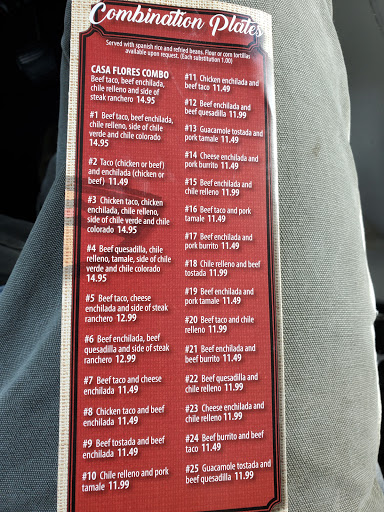 Combination Plates
Served with spanish rice and refried beans. Flour or corn tortillas
available upon request. (Each substitution 1.00)
CASA FLORES COMBO
Beef taco, beef enchilada,
chile relleno and side of
steak ranchero 14.95
#1 Beef taco, beef enchilada,
chile relleno, side of chile
verde and chile colorado
14.95
#2 Taco (chicken or beef)
and enchilada (chicken or
beef) 11.49
#3 Chicken taco, chicken
enchilada, chile relleno,
side of chile verde and chile
colorado 14.95
#4 Beef quesadilla, chile
relleno, tamale, side of chile
verde and chile colorado
14.95
#5 Beef taco, cheese
enchilada and side of steak
ranchero 12.99
#6 Beef enchilada, beef
quesadilla and side of steak
ranchero 12.99
#7 Beef taco and cheese
enchilada 11.49
#8 Chicken taco and beef
enchilada 11.49
#9 Beef tostada and beef
enchilada 11.49
#10 Chile relleno and pork
tamale 11.99
#11 Chicken enchilada and
beef taco 11.49
#12 Beef enchilada and
beef quesadilla 11.99
#13 Guacamole tostada and
pork tamale 11.49
#14 Cheese enchilada and
pork burrito 11.49
#15 Beef enchilada and
chile relleno 11.99
#16 Beef taco and pork
tamale 11.49
#17 Beef enchilada and
pork burrito 11.49
#18 Chile relleno and beef
tostada 11.99
#19 Beef enchilada and
pork tamale 11.49
#20 Beef taco and chile
relleno 11.99
#21 Beef enchilada and
beef burrito 11.49
#22 Beef quesadilla and
chile relleno 11.99
#23 Cheese enchilada and
chile relleno 11.99
#24 Beef burrito and beef
taco 11.49
#25 Guacamole tostada and
beef quesadilla 11.99